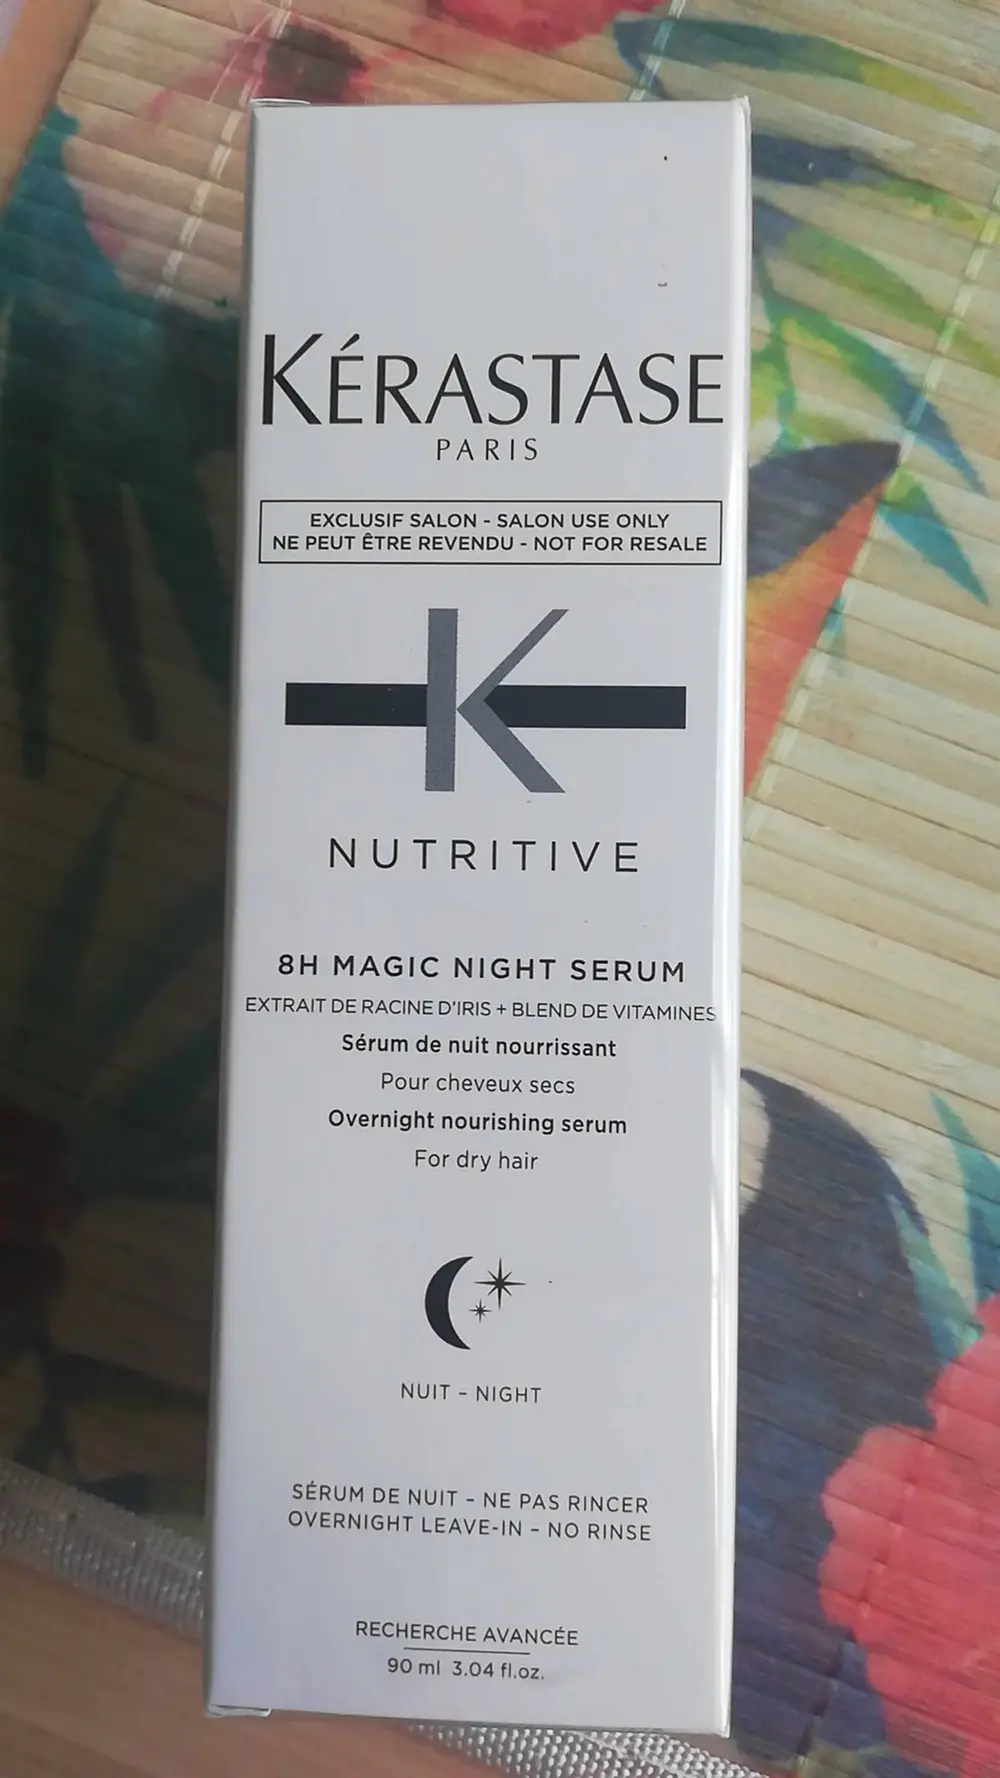 KÉRASTASE
PARIS
EXCLUSIF SALON - SALON USE ONLY
NE PEUT ÊTRE REVENDU - NOT FOR RESALE
K
NUTRITIVE
8H MAGIC NIGHT SERUM
EXTRAIT DE RACINE D'IRIS + BLEND DE VITAMINES
Sérum de nuit nourrissant
Pour cheveux secs
Overnight nourishing serum
For dry hair
NUIT - NIGHT
SÉRUM DE NUIT - NE PAS RINCER
OVERNIGHT LEAVE-IN - NO RINSE
RECHERCHE AVANCÉE
90 ml 3.04 fl.oz.